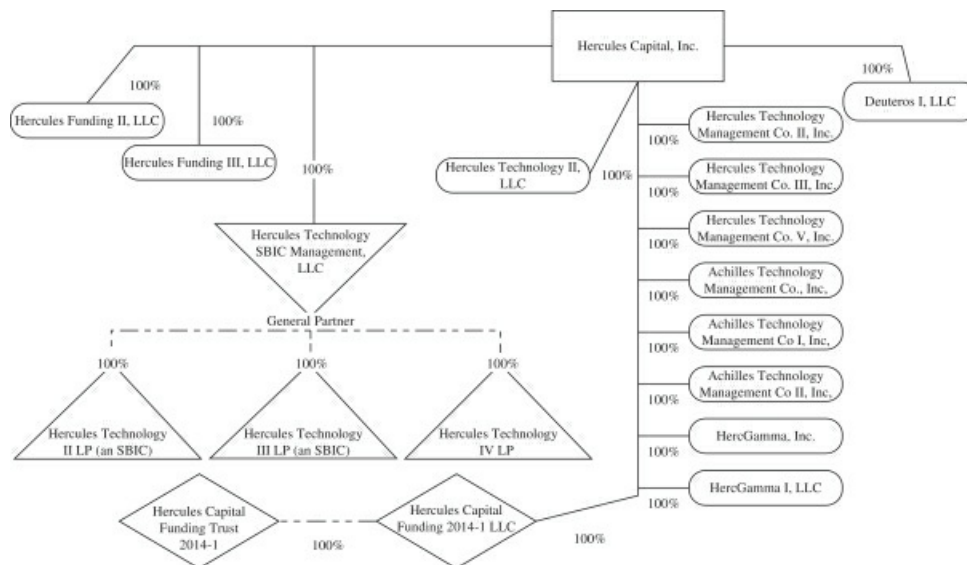 Hercules Capital, Inc.
100%
Hercules Funding II, LLC
100%
Hercules Funding III, LLC
100%
100%
Deuteros I, LLC
Hercules Technology II,
LLC
100%
Hercules Technology
Management Co. II, Inc.
100%
Hercules Technology
Management Co. III, Inc,
100%
Hercules Technology
Management Co. V, Inc.
100%
Achilles Technology
Management Co., Inc,
100%
Achilles Technology
Management Co I, Inc,
100%
Achilles Technology
Management Co II, Inc,
100%
HercGamma, Inc.
100%
HercGamma I, LLC
100%
Hercules Technology
SBIC Management,
LLC
General Partner
100%
100%
100%
Hercules Technology
II LP (an SBIC)
Hercules Technology
III LP (an SBIC)
Hercules Technology
IV LP
Hercules Capital
Funding Trust
2014-1
100%
Hercules Capital
Funding 2014-1 LLC
100%